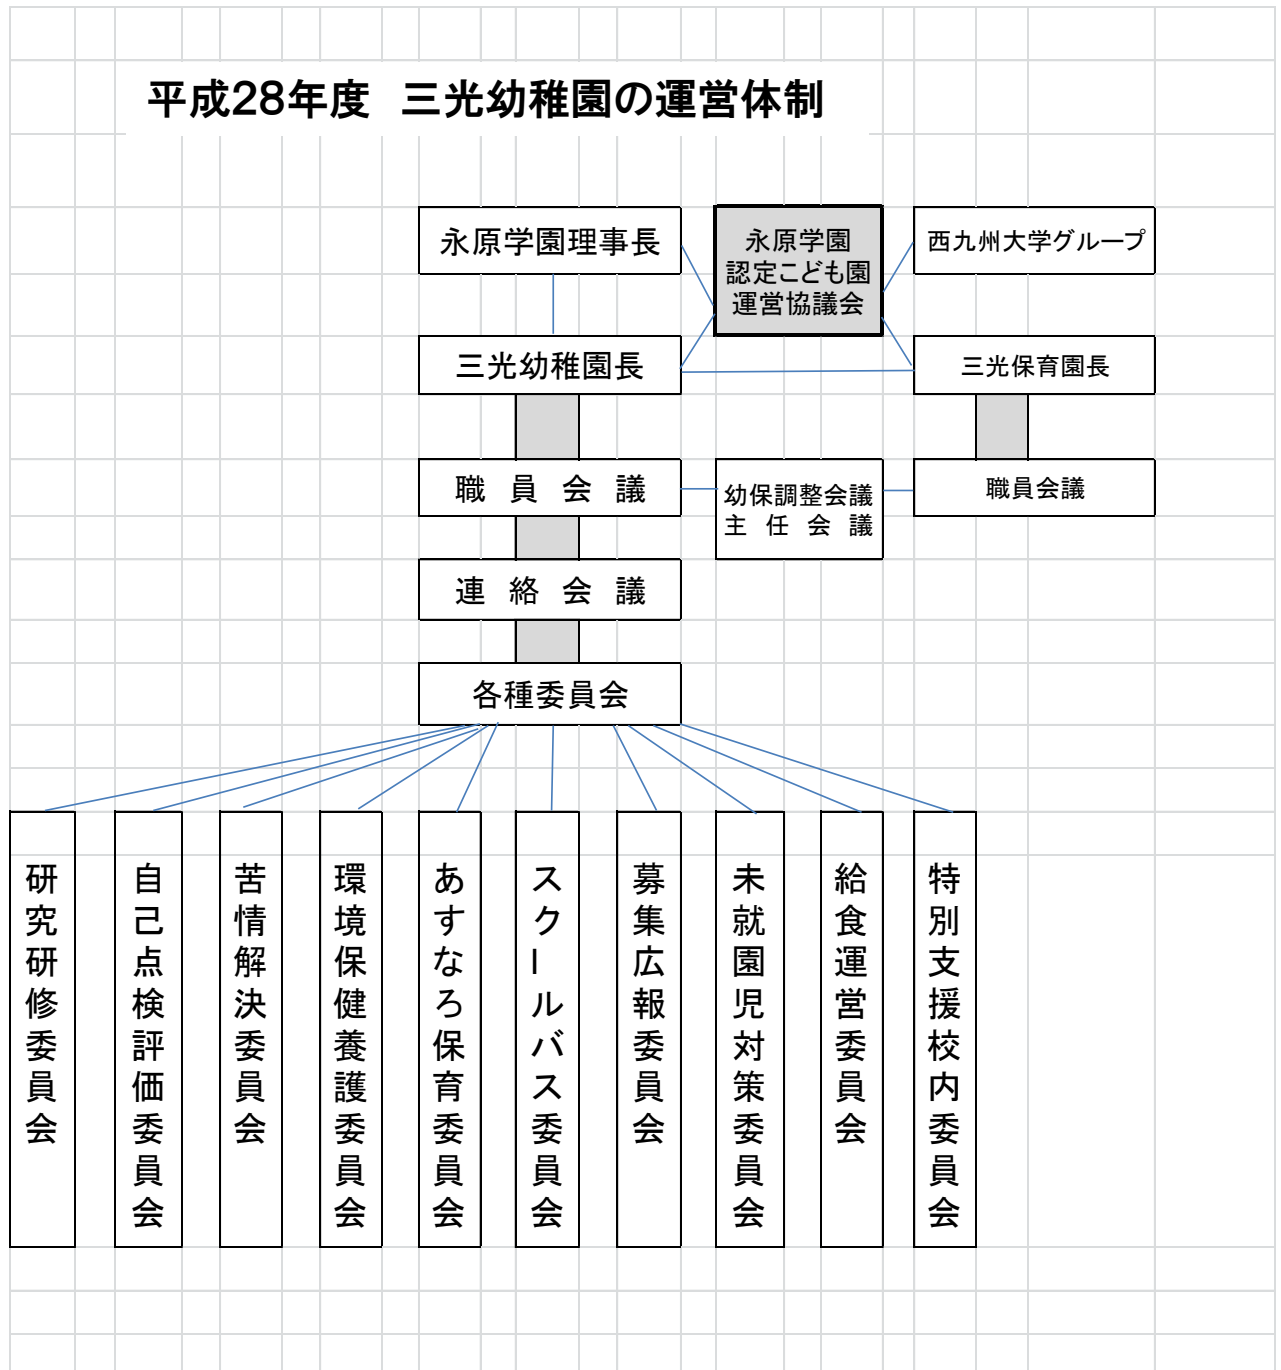 平成28年度　三光幼稚園の運営体制
永原学園理事長
永原学園
認定こども園
運営協議会
西九州大学グループ
三光幼稚園長
三光保育園長
職　員　会　議
幼保調整会議
主　任　会　議
職員会議
連　絡　会　議
各種委員会
研究研修委員会
自己点検評価委員会
苦情解決委員会
環境保健養護委員会
あすなろ保育委員会
スクールバス委員会
募集広報委員会
未就園児対策委員会
給食運営委員会
特別支援校内委員会